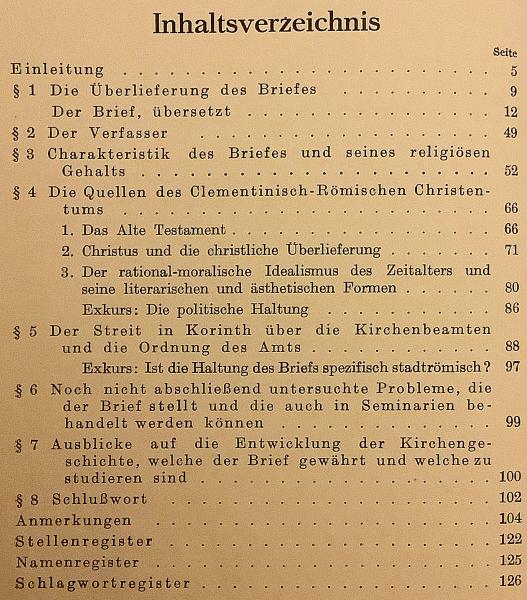 Inhaltsverzeichnis
Seite
Einleitung . . . . . . . . . . . . . . . . . . . . . . 5
§ 1 Die Überlieferung des Briefes . . . . . . . . . . 9
Der Brief, übersetzt . . . . . . . . . . . . . . . 12
§ 2 Der Verfasser . . . . . . . . . . . . . . . . . 49
§ 3 Charakteristik des Briefes und seines religiösen
Gehalts . . . . . . . . . . . . . . . . . . . . 52
§ 4 Die Quellen des Clementinisch-Römischen Christen-
tums . . . . . . . . . . . . . . . . . . . . . 66
1. Das Alte Testament . . . . . . . . . . . . . . . 66
2. Christus und die christliche Überlieferung . . . . . . . 71
3. Der rational-moralische Idealismus des Zeitalters und
seine literarischen und ästhetischen Formen . . . . . . 80
Exkurs: Die politische Haltung . . . . . . . . . . 86
§ 5 Der Streit in Korinth über die Kirchenbeamten
und die Ordnung des Amts . . . . . . . . . . . 88
Exkurs: Ist die Haltung des Briefs spezifisch stadtrömisch? 97
§ 6 Noch nicht abschließend untersuchte Probleme, die
der Brief stellt und die auch in Seminarien be-
handelt werden können . . . . . . . . . . . . 99
§ 7 Ausblicke auf die Entwicklung der Kirchenge-
schichte, welche der Brief gewährt und welche zu
studieren sind . . . . . . . . . . . . . . . . 100
§ 8 Schlußwort . . . . . . . . . . . . . . . . . . 102
Anmerkungen . . . . . . . . . . . . . . . . . . . 104
Stellenregister . . . . . . . . . . . . . . . . . . 122
Namenregister . . . . . . . . . . . . . . . . . . 125
Schlagwortregister . . . . . . . . . . . . . . . . 126